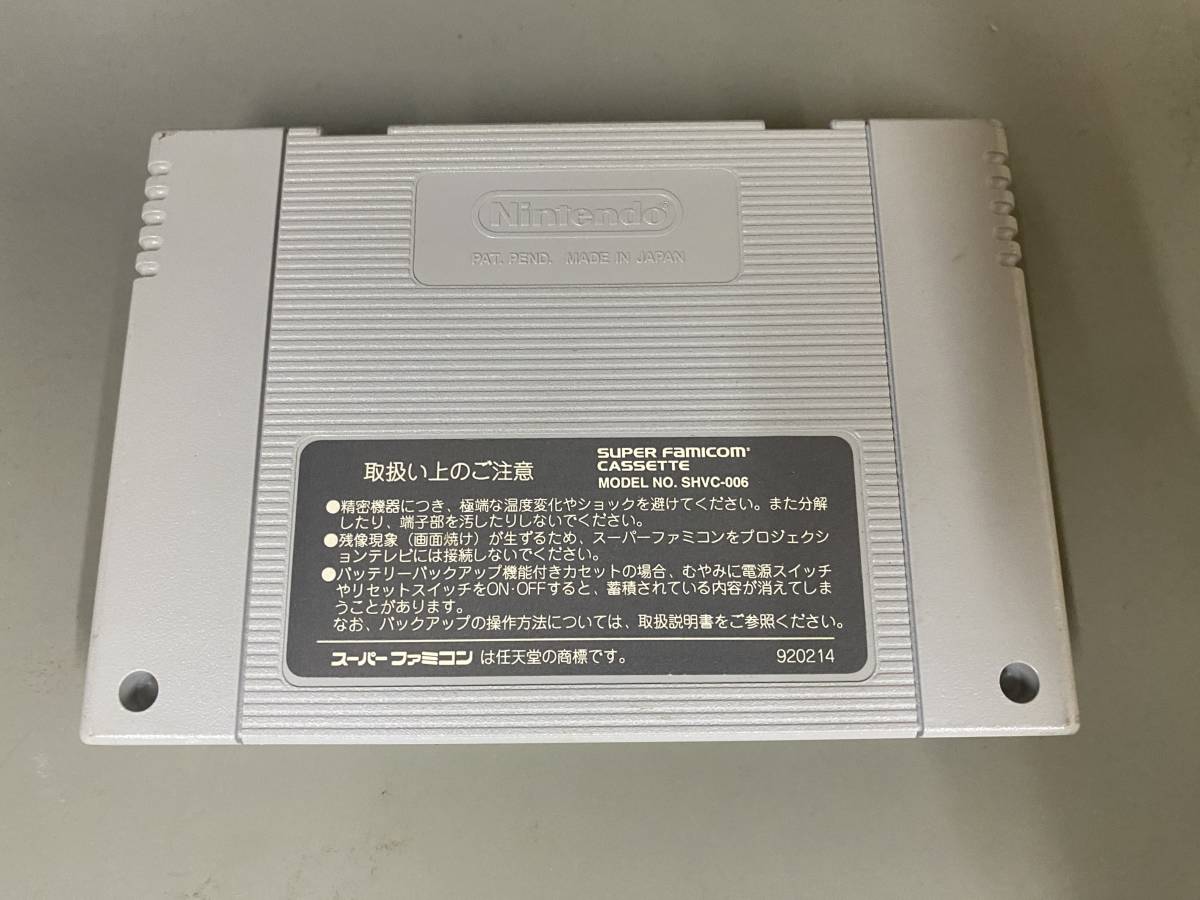 Nintendo®
PAT. PEND. MADE IN JAPAN
取扱い上のご注意
SUPER FAMICOM®
CASSETTE
MODEL NO. SHVC-006
●精密機器につき、極端な温度変化やショックを避けてください。また分解
したり、端子部を汚したりしないでください。
●残像現象（画面焼け）が生ずるため、スーパーファミコンをプロジェクシ
ョンテレビには接続しないでください。
●バッテリーバックアップ機能付きカセットの場合、むやみに電源スイッチ
やリセットスイッチをON·OFFすると、蓄積されている内容が消えてしま
うことがあります。
なお、バックアップの操作方法については、取扱説明書をご参照ください。
スーパーファミコン は任天堂の商標です。
920214